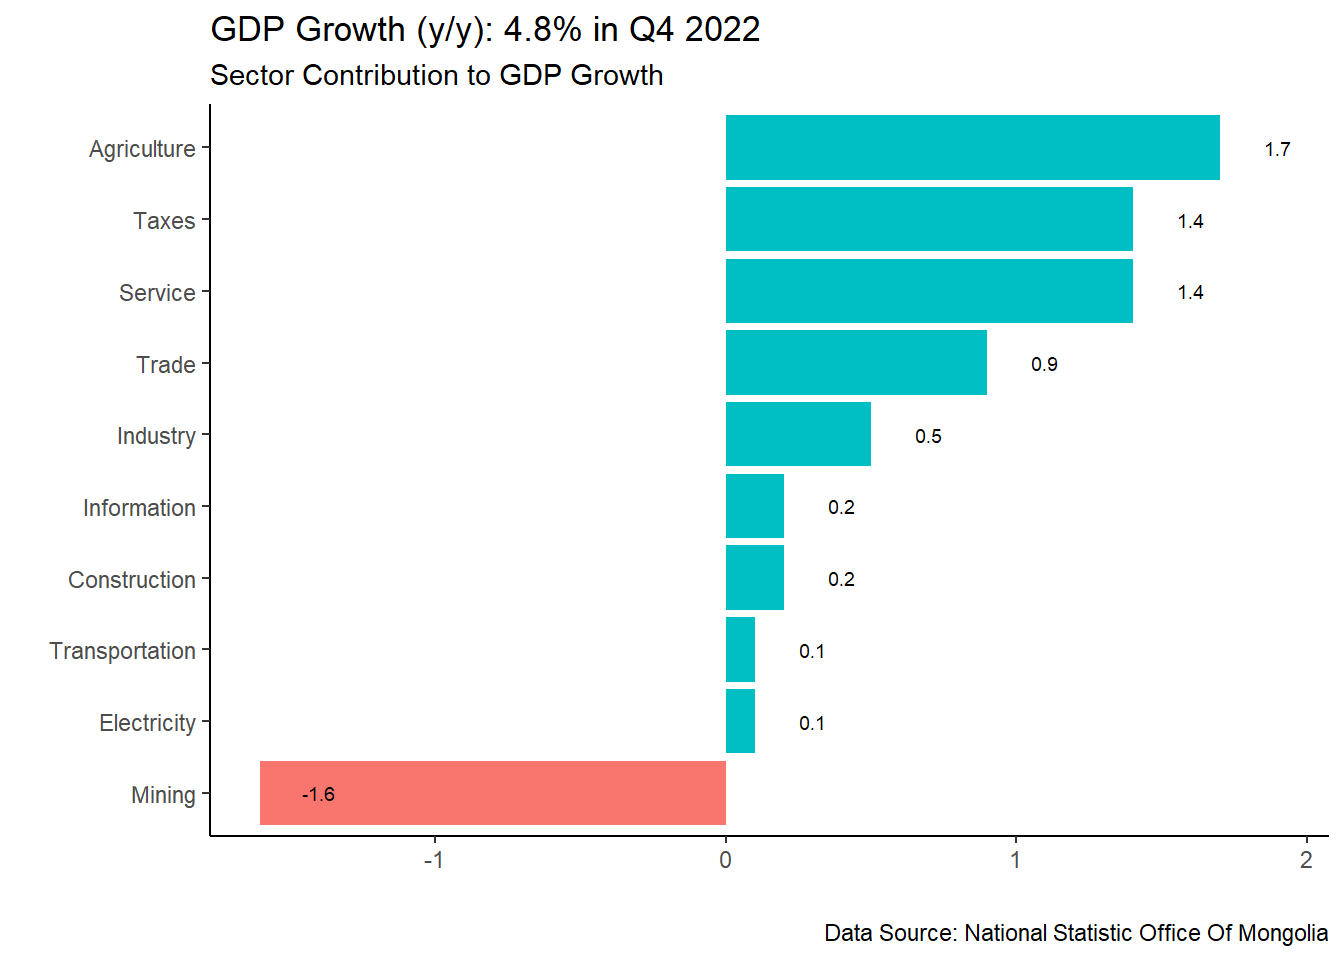 GDP Growth (y/y): 4.8% in Q4 2022
Sector Contribution to GDP Growth
Agriculture 1.7
Taxes 1.4
Service 1.4
Trade 0.9
Industry 0.5
Information 0.2
Construction 0.2
Transportation 0.1
Electricity 0.1
Mining -1.6
-1 0 1 2
Data Source: National Statistic Office Of Mongolia